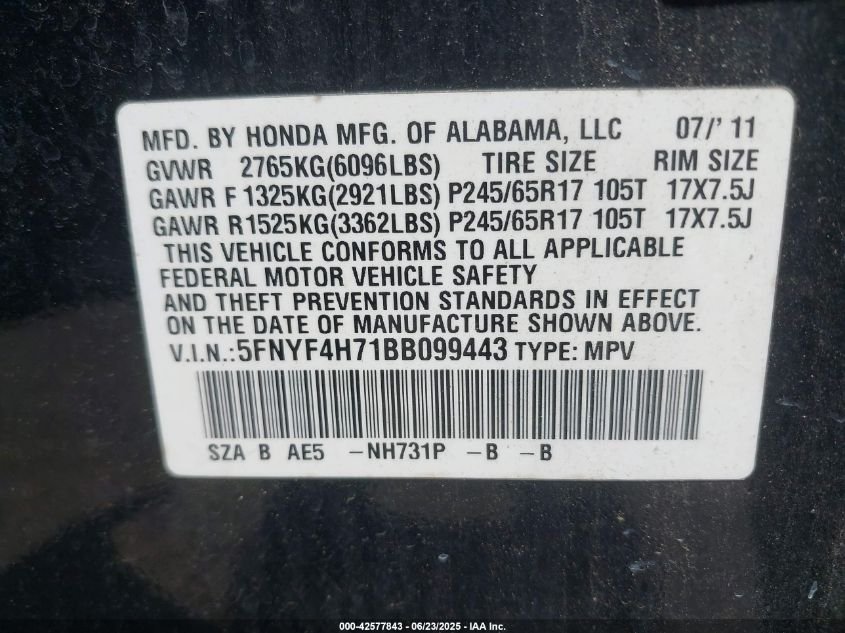 MFD. BY HONDA MFG. OF ALABAMA, LLC 07/' 11
GVWR 2765KG(6096LBS) TIRE SIZE RIM SIZE
GAWR F 1325KG(2921LBS) P245/65R17 105T 17X7.5J
GAWR R1525KG(3362LBS) P245/65R17 105T 17X7.5J
THIS VEHICLE CONFORMS TO ALL APPLICABLE
FEDERAL MOTOR VEHICLE SAFETY
AND THEFT PREVENTION STANDARDS IN EFFECT
ON THE DATE OF MANUFACTURE SHOWN ABOVE.
V.I.N.:5FNYF4H71BB099443 TYPE: MPV
SZA B AE5 -NH731P -B -B
000-42577843 - 06/23/2025 - IAA Inc.